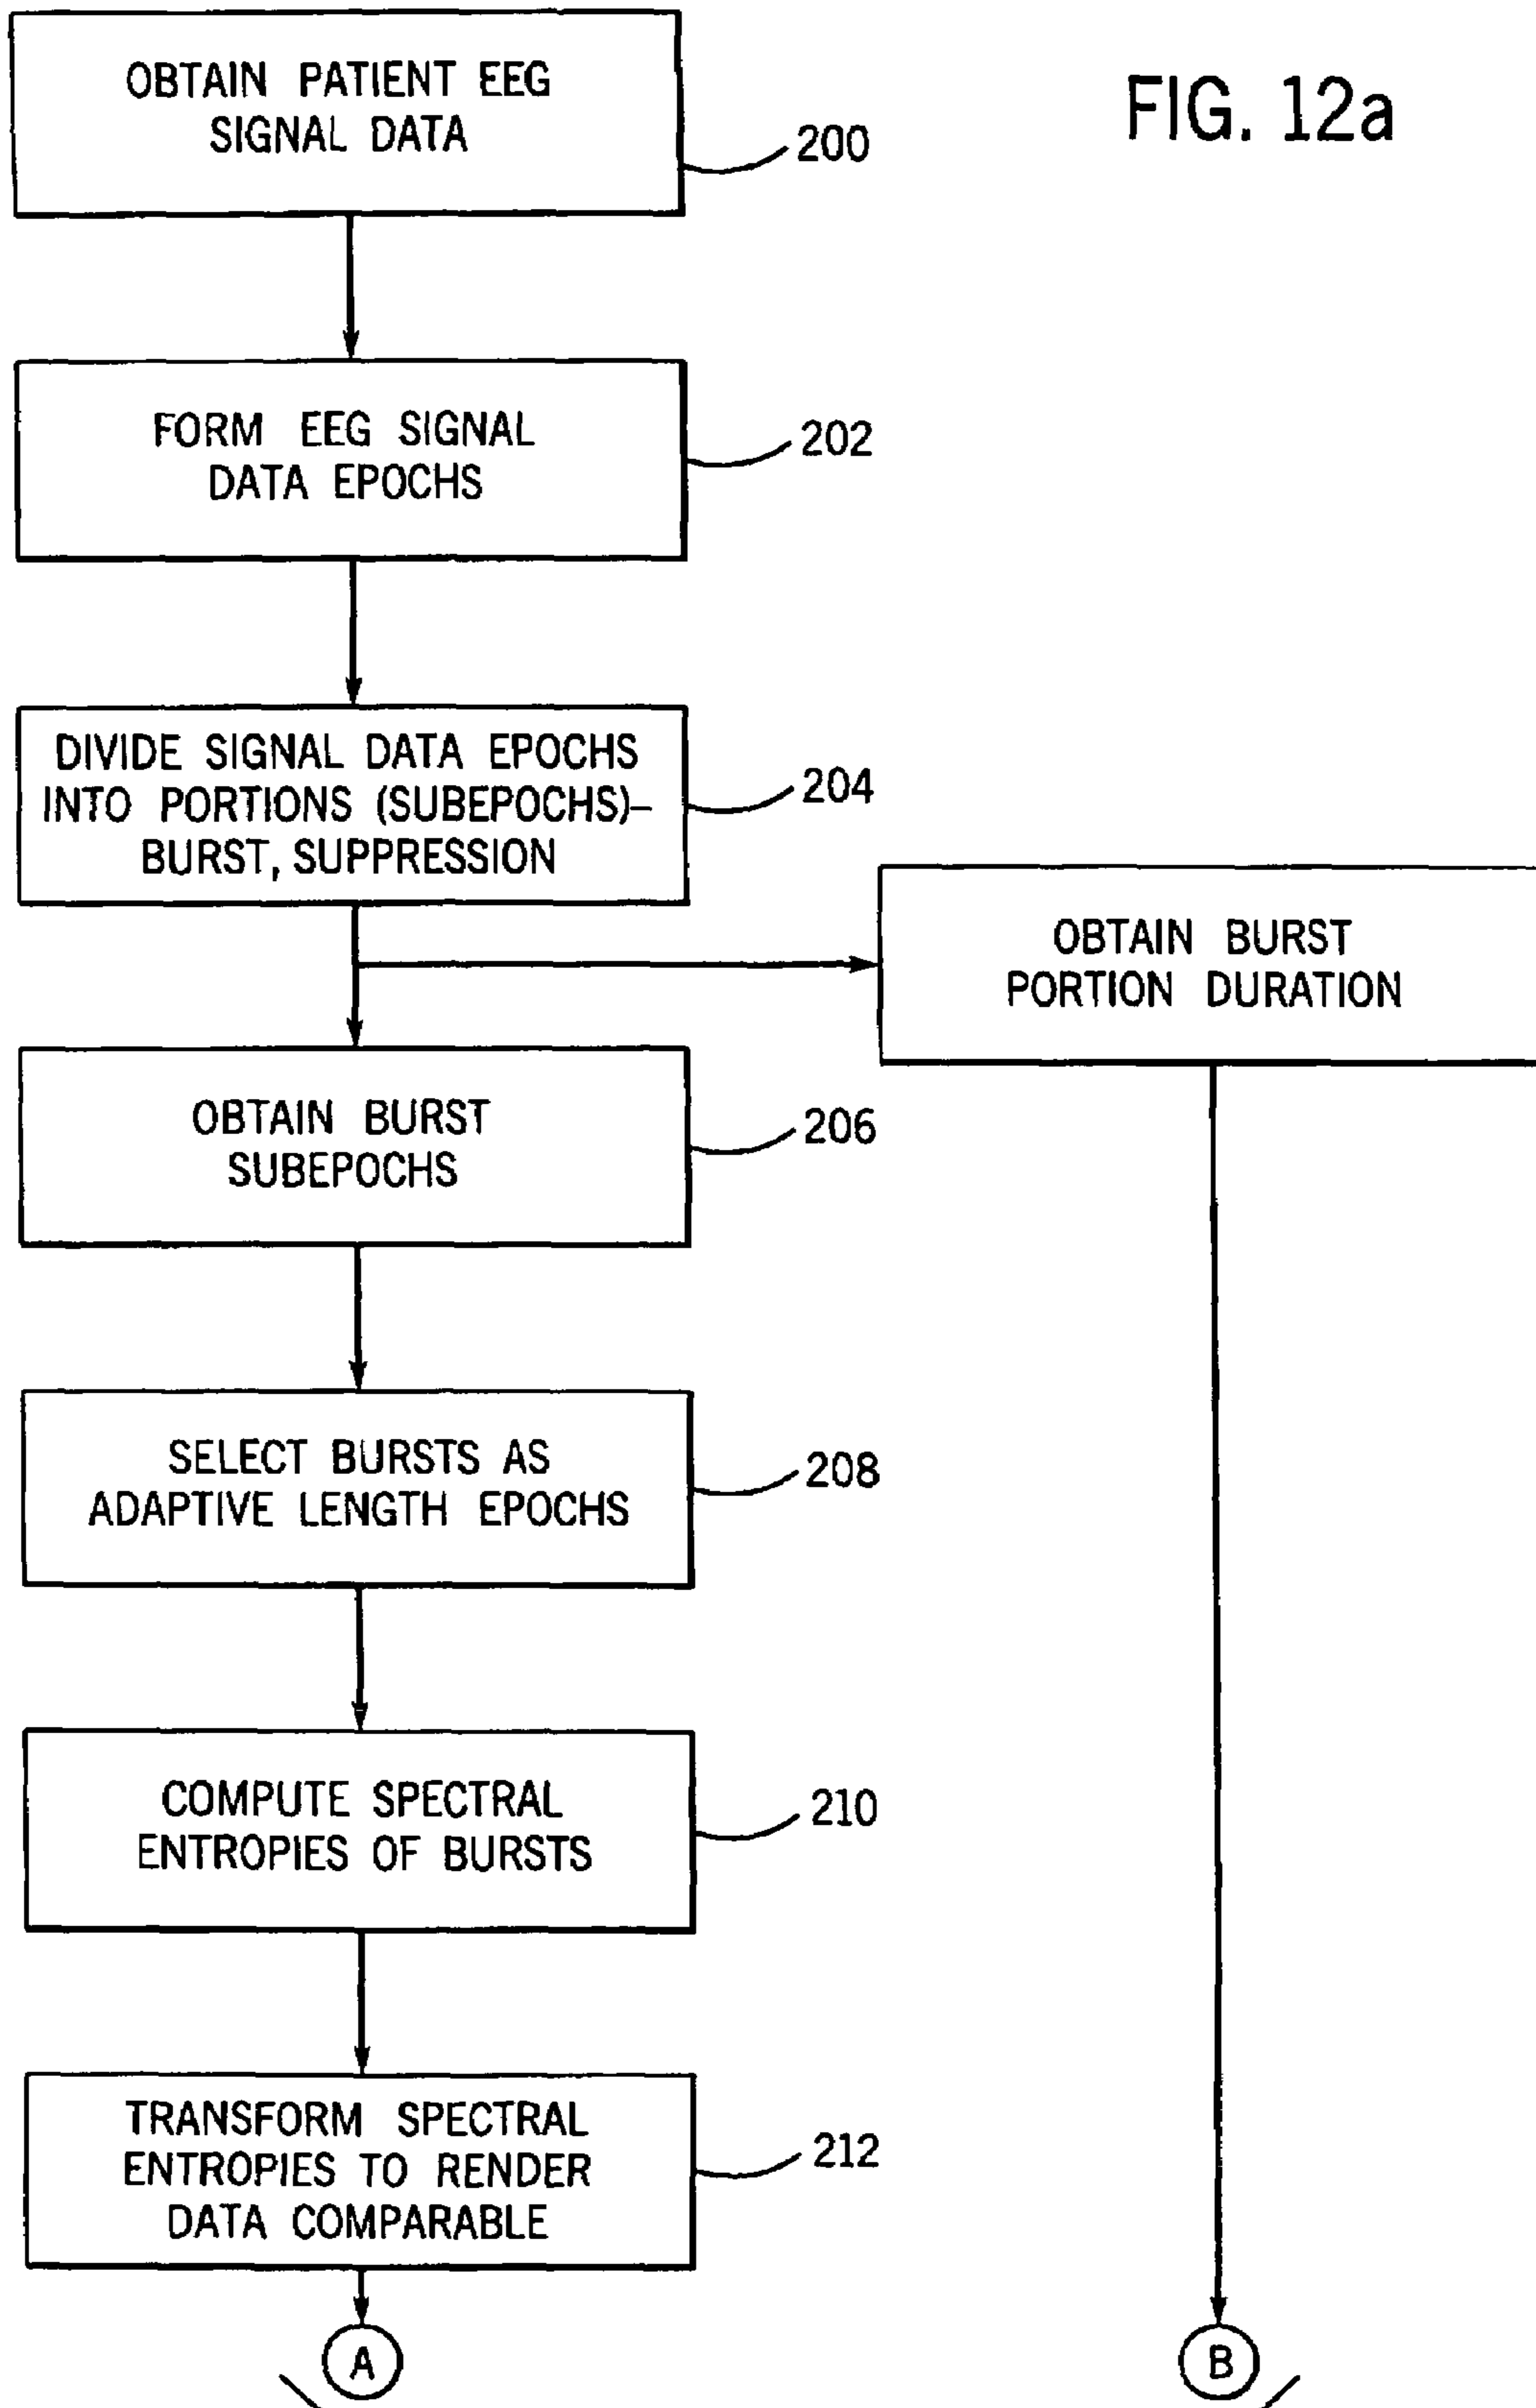 FIG. 12a
OBTAIN PATIENT EEG
SIGNAL DATA
200
FORM EEG SIGNAL
DATA EPOCHS
202
DIVIDE SIGNAL DATA EPOCHS
INTO PORTIONS (SUBEPOCHS)–
BURST, SUPPRESSION
204
OBTAIN BURST
PORTION DURATION
OBTAIN BURST
SUBEPOCHS
206
SELECT BURSTS AS
ADAPTIVE LENGTH EPOCHS
208
COMPUTE SPECTRAL
ENTROPIES OF BURSTS
210
TRANSFORM SPECTRAL
ENTROPIES TO RENDER
DATA COMPARABLE
212
A
B